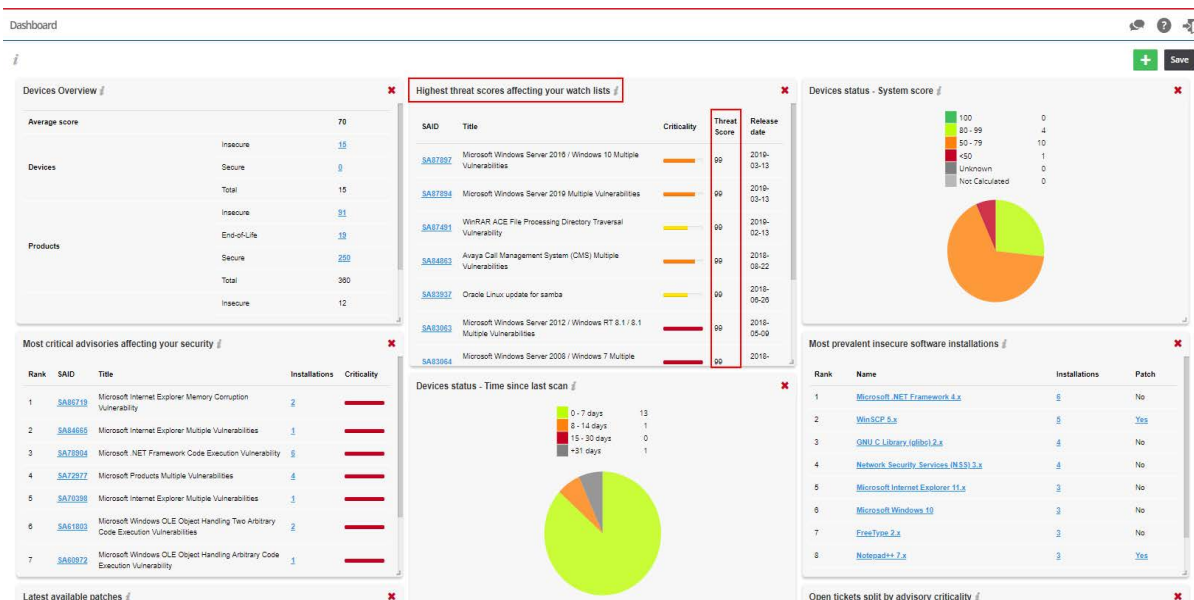 Dashboard
Save
Devices Overview
Average score 70
Devices
Insecure 15
Secure 0
Total 15
Products
Insecure 91
End-of-Life 19
Secure 250
Total 360
Insecure 12
Highest threat scores affecting your watch lists
SAID Title Criticality Threat Score Release date
SA87897 Microsoft Windows Server 2016 / Windows 10 Multiple Vulnerabilities 99 2019-03-13
SA87894 Microsoft Windows Server 2019 Multiple Vulnerabilities 99 2019-03-13
SA87491 WinRAR ACE File Processing Directory Traversal Vulnerability 99 2019-02-13
SA84863 Avaya Call Management System (CMS) Multiple Vulnerabilities 99 2018-08-22
SA83937 Oracle Linux update for samba 99 2018-06-26
SA83063 Microsoft Windows Server 2012 / Windows RT 8.1 / 8.1 Multiple Vulnerabilities 99 2018-05-09
SA83064 Microsoft Windows Server 2008 / Windows 7 Multiple 99 2018-
Devices status - System score
100 0
80 - 99 4
50 - 79 10
<50 1
Unknown 0
Not Calculated 0
Most critical advisories affecting your security
Rank SAID Title Installations Criticality
1 SA86719 Microsoft Internet Explorer Memory Corruption Vulnerability 2
2 SA84665 Microsoft Internet Explorer Multiple Vulnerabilities 1
3 SA78904 Microsoft .NET Framework Code Execution Vulnerability 6
4 SA72977 Microsoft Products Multiple Vulnerabilities 4
5 SA70398 Microsoft Internet Explorer Multiple Vulnerabilities 1
6 SA61803 Microsoft Windows OLE Object Handling Two Arbitrary Code Execution Vulnerabilities 2
7 SA60972 Microsoft Windows OLE Object Handling Arbitrary Code Execution Vulnerability 1
Devices status - Time since last scan
0 - 7 days 13
8 - 14 days 1
15 - 30 days 0
+31 days 1
Most prevalent insecure software installations
Rank Name Installations Patch
1 Microsoft .NET Framework 4.x 6 No
2 WinSCP 5.x 5 Yes
3 GNU C Library (glibc) 2.x 4 No
4 Network Security Services (NSS) 3.x 4 No
5 Microsoft Internet Explorer 11.x 3 No
6 Microsoft Windows 10 3 No
7 FreeType 2.x 3 No
8 Notepad++ 7.x 3 Yes
Latest available patches
Open tickets split by advisory criticality